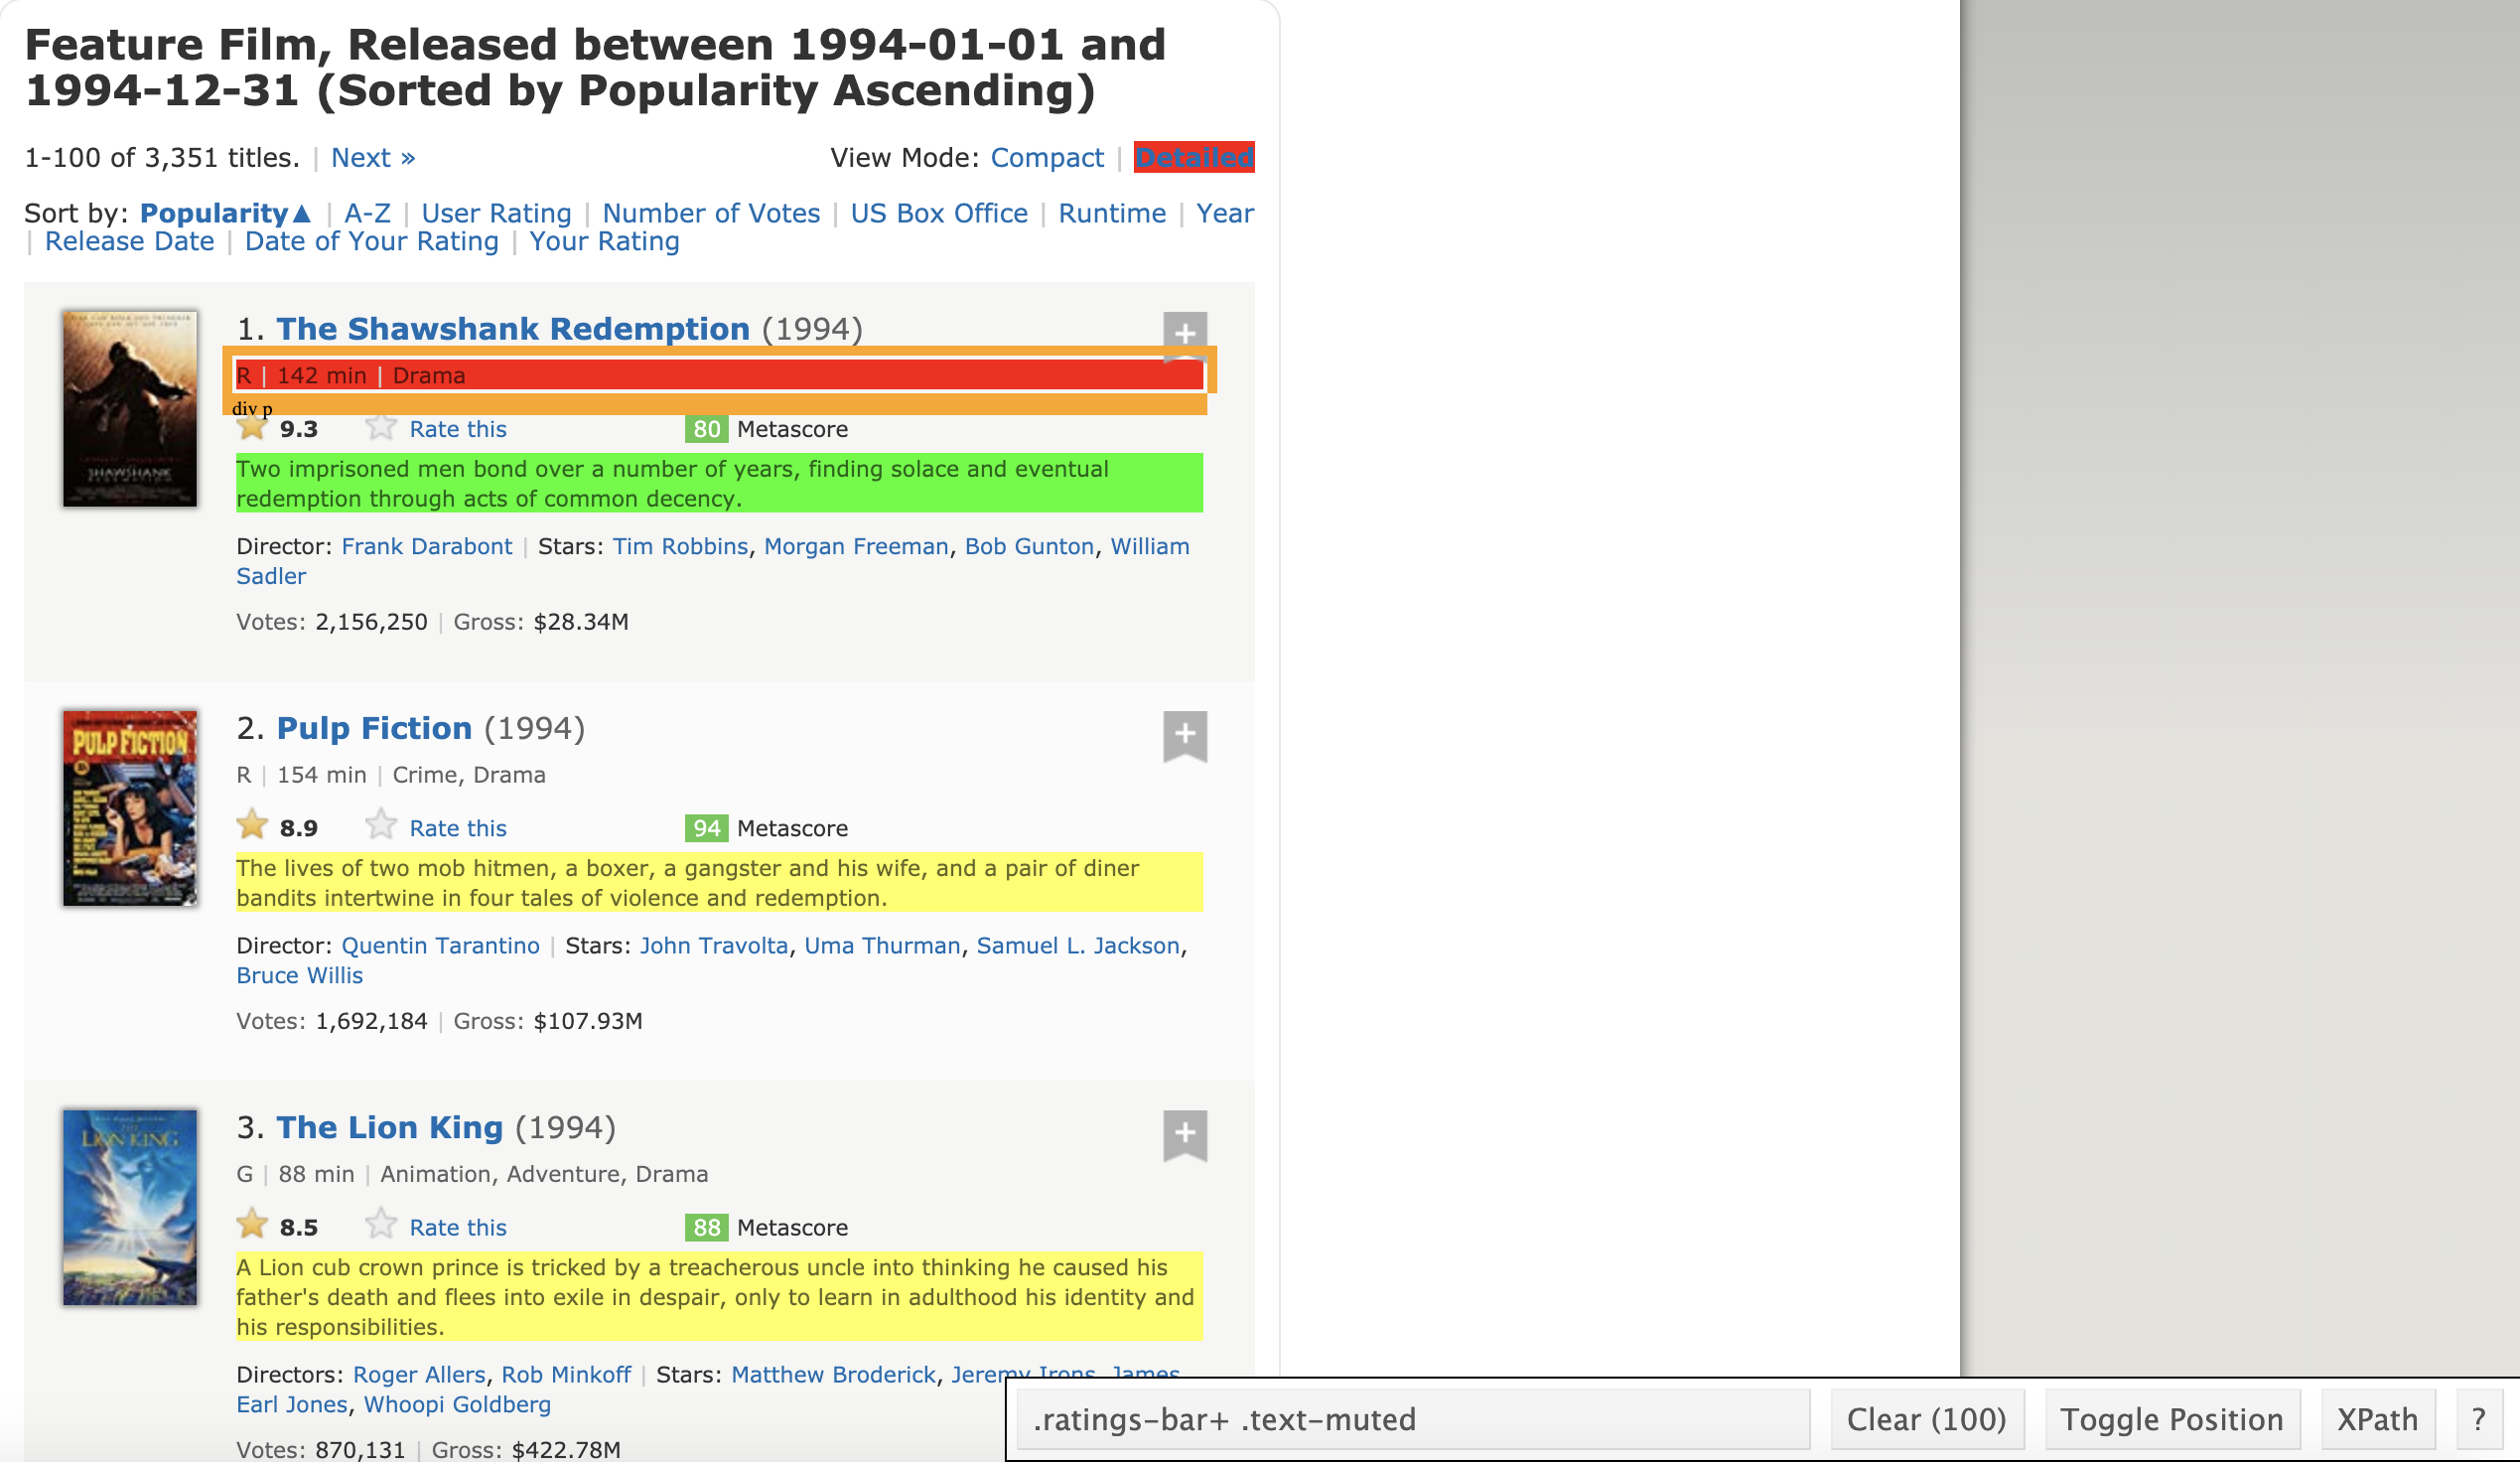 Feature Film, Released between 1994-01-01 and
1994-12-31 (Sorted by Popularity Ascending)
1-100 of 3,351 titles. | Next » View Mode: Compact | Detailed
Sort by: Popularity▲ | A-Z | User Rating | Number of Votes | US Box Office | Runtime | Year
| Release Date | Date of Your Rating | Your Rating
1. The Shawshank Redemption (1994)
R | 142 min | Drama
div p
9.3 Rate this 80 Metascore
Two imprisoned men bond over a number of years, finding solace and eventual
redemption through acts of common decency.
Director: Frank Darabont | Stars: Tim Robbins, Morgan Freeman, Bob Gunton, William
Sadler
Votes: 2,156,250 | Gross: $28.34M
SHAWSHANK
PULP FICTION
2. Pulp Fiction (1994)
R | 154 min | Crime, Drama
8.9 Rate this 94 Metascore
The lives of two mob hitmen, a boxer, a gangster and his wife, and a pair of diner
bandits intertwine in four tales of violence and redemption.
Director: Quentin Tarantino | Stars: John Travolta, Uma Thurman, Samuel L. Jackson,
Bruce Willis
Votes: 1,692,184 | Gross: $107.93M
LION KING
3. The Lion King (1994)
G | 88 min | Animation, Adventure, Drama
8.5 Rate this 88 Metascore
A Lion cub crown prince is tricked by a treacherous uncle into thinking he caused his
father's death and flees into exile in despair, only to learn in adulthood his identity and
his responsibilities.
Directors: Roger Allers, Rob Minkoff | Stars: Matthew Broderick, Jeremy Irons, James
Earl Jones, Whoopi Goldberg
Votes: 870,131 | Gross: $422.78M
.ratings-bar+ .text-muted Clear (100) Toggle Position XPath ?